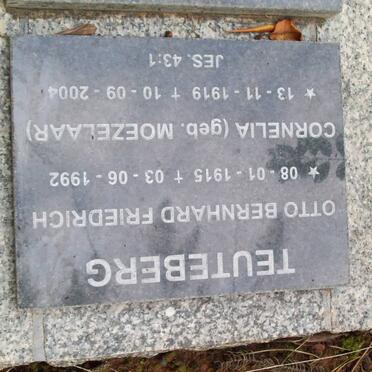 TEUTEBERG
OTTO BERNHARD FRIEDRICH
★ 08 - 01 - 1915 † 03 - 06 - 1992
CORNELIA (geb. MOEZELAAR)
★ 13 - 11 - 1919 † 10 - 09 - 2004
JES. 43:1